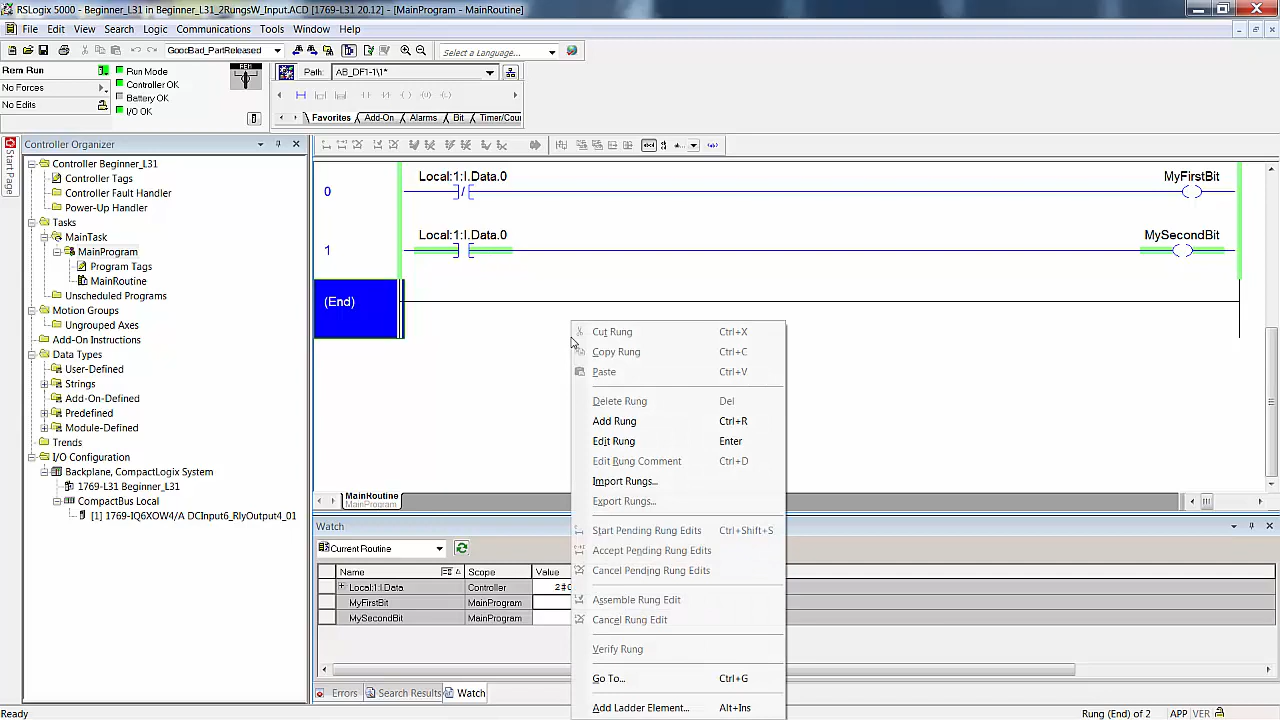 RSLogix 5000 - Beginner_L31 in Beginner_L31_2RungsW_Input.ACD [1769-L31 20.12] - [MainProgram - MainRoutine]
File Edit View Search Logic Communications Tools Window Help
GoodBad_PartReleased
Select a Language...
Rem Run
No Forces
No Edits
Run Mode
Controller OK
Battery OK
I/O OK
REM
Path: AB_DF1-1\1*
Favorites Add-On Alarms Bit Timer/Cou
Start Page
Controller Organizer
Controller Beginner_L31
Controller Tags
Controller Fault Handler
Power-Up Handler
Tasks
MainTask
MainProgram
Program Tags
MainRoutine
Unscheduled Programs
Motion Groups
Ungrouped Axes
Add-On Instructions
Data Types
User-Defined
Strings
Add-On-Defined
Predefined
Module-Defined
Trends
I/O Configuration
Backplane, CompactLogix System
1769-L31 Beginner_L31
CompactBus Local
[1] 1769-IQ6XOW4/A DCInput6_RlyOutput4_01
Local:1:I.Data.0 MyFirstBit
0
Local:1:I.Data.0 MySecondBit
1
(End)
Cut Rung Ctrl+X
Copy Rung Ctrl+C
Paste Ctrl+V
Delete Rung Del
Add Rung Ctrl+R
Edit Rung Enter
Edit Rung Comment Ctrl+D
Import Rungs...
Export Rungs...
Start Pending Rung Edits Ctrl+Shift+S
Accept Pending Rung Edits
Cancel Pending Rung Edits
Assemble Rung Edit
Cancel Rung Edit
Verify Rung
Go To... Ctrl+G
Add Ladder Element... Alt+Ins
MainRoutine
MainProgram
Watch
Current Routine
Name Scope Value
Local:1:I.Data Controller 2#0
MyFirstBit MainProgram
MySecondBit MainProgram
Errors Search Results Watch
Ready
Rung (End) of 2 APP VER